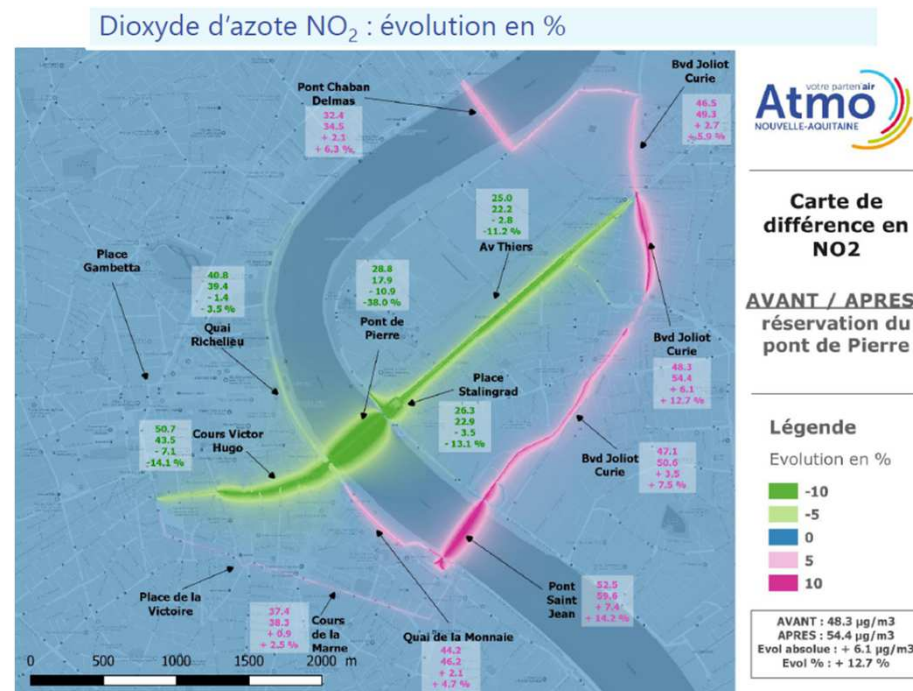 Dioxyde d'azote NO₂ : évolution en %
Pont Chaban
Delmas
32.4
34.5
+ 2.1
+ 6.3 %
Bvd Joliot
Curie
46.5
49.3
+ 2.7
+ 5.9 %
25.0
22.2
- 2.8
-11.2 %
Av Thiers
Place
Gambetta
40.8
39.4
- 1.4
- 3.5 %
Quai
Richelieu
28.8
17.9
- 10.9
-38.0 %
Pont de
Pierre
Bvd Joliot
Curie
48.3
54.4
+ 6.1
+ 12.7 %
Place
Stalingrad
26.3
22.9
- 3.5
-13.1 %
50.7
43.5
- 7.1
-14.1 %
Cours Victor
Hugo
47.1
50.6
+ 3.5
+ 7.5 %
Bvd Joliot
Curie
Place de la
Victoire
37.4
38.3
+ 0.9
+ 2.5 %
Cours
de la
Marne
Quai de la Monnaie
44.2
46.2
+ 2.1
+ 4.7 %
Pont
Saint
Jean
52.5
59.6
+ 7.4
+ 14.2 %
0 500 1000 1500 2000 m
votre parten'air
Atmo
NOUVELLE-AQUITAINE
Carte de
différence en
NO2
AVANT / APRES
réservation du
pont de Pierre
Légende
Evolution en %
-10
-5
0
5
10
AVANT : 48.3 µg/m3
APRES : 54.4 µg/m3
Evol absolue : + 6.1 µg/m3
Evol % : + 12.7 %